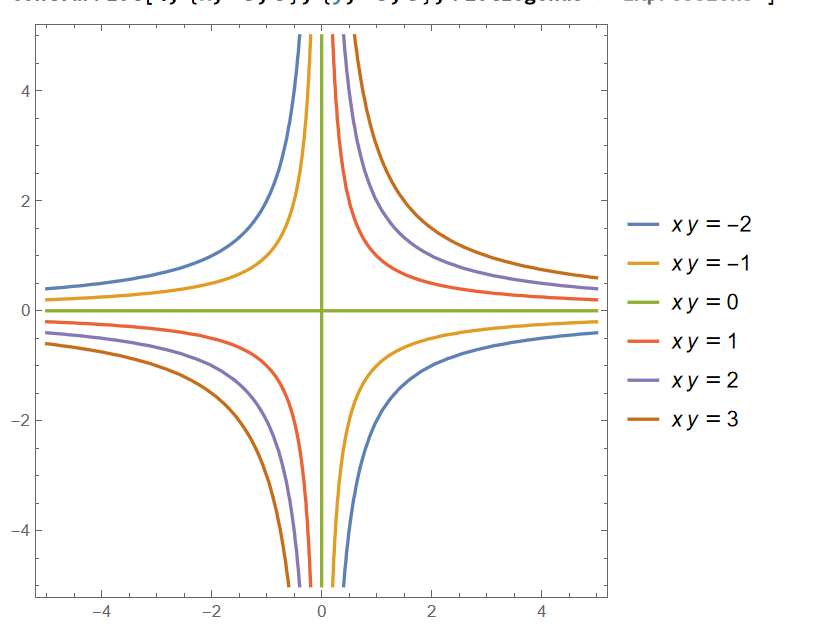 4
2
0
−2
−4
−4 −2 0 2 4
x y = −2
x y = −1
x y = 0
x y = 1
x y = 2
x y = 3